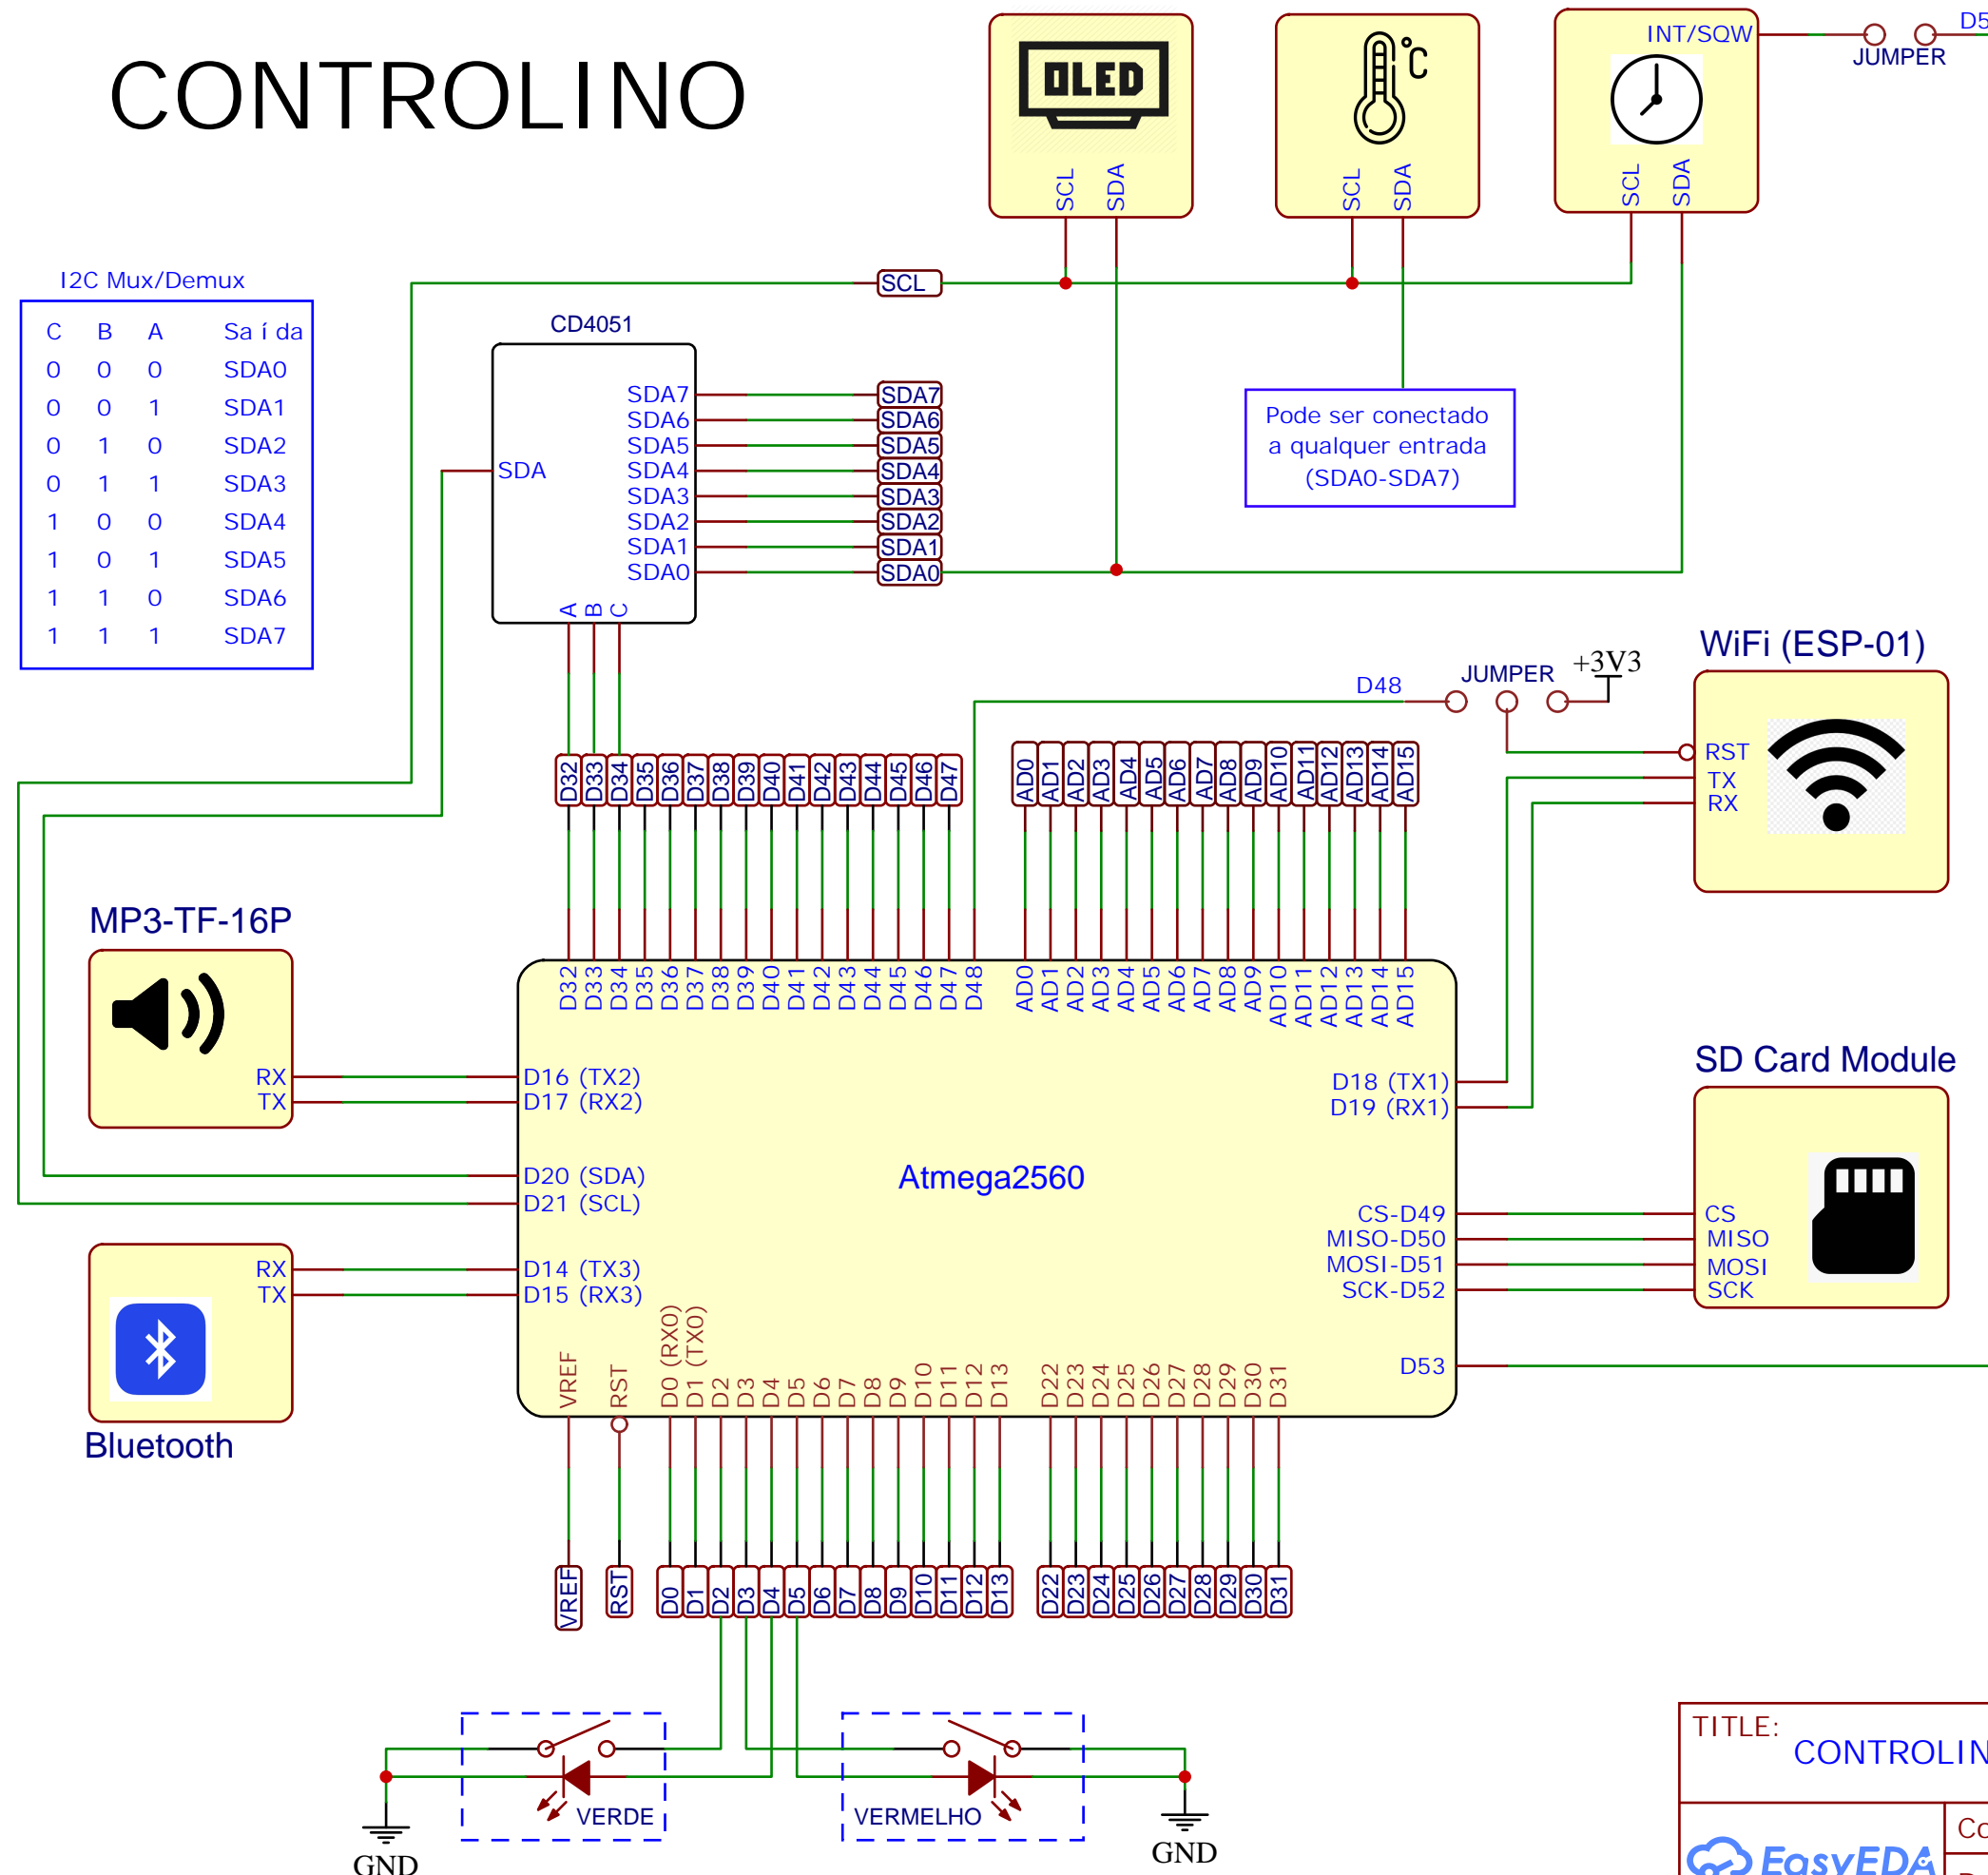 CONTROLINO
OLED
SCL SDA
°C
SCL SDA
INT/SQW
SCL SDA
JUMPER
I2C Mux/Demux
C B A Saída
0 0 0 SDA0
0 0 1 SDA1
0 1 0 SDA2
0 1 1 SDA3
1 0 0 SDA4
1 0 1 SDA5
1 1 0 SDA6
1 1 1 SDA7
SCL
CD4051
SDA
SDA7 SDA7
SDA6 SDA6
SDA5 SDA5
SDA4 SDA4
SDA3 SDA3
SDA2 SDA2
SDA1 SDA1
SDA0 SDA0
A B C
Pode ser conectado
a qualquer entrada
(SDA0-SDA7)
WiFi (ESP-01)
D48 JUMPER +3V3
RST
TX
RX
D32 D33 D34 D35 D36 D37 D38 D39 D40 D41 D42 D43 D44 D45 D46 D47
AD0 AD1 AD2 AD3 AD4 AD5 AD6 AD7 AD8 AD9 AD10 AD11 AD12 AD13 AD14 AD15
D32 D33 D34 D35 D36 D37 D38 D39 D40 D41 D42 D43 D44 D45 D46 D47 D48
AD0 AD1 AD2 AD3 AD4 AD5 AD6 AD7 AD8 AD9 AD10 AD11 AD12 AD13 AD14 AD15
MP3-TF-16P
RX
TX
D16 (TX2)
D17 (RX2)
D20 (SDA)
D21 (SCL)
D14 (TX3)
D15 (RX3)
RX
TX
Bluetooth
Atmega2560
D18 (TX1)
D19 (RX1)
CS-D49
MISO-D50
MOSI-D51
SCK-D52
D53
SD Card Module
CS
MISO
MOSI
SCK
VREF RST D0 (RX0) D1 (TX0) D2 D3 D4 D5 D6 D7 D8 D9 D10 D11 D12 D13
D22 D23 D24 D25 D26 D27 D28 D29 D30 D31
VREF RST D0 D1 D2 D3 D4 D5 D6 D7 D8 D9 D10 D11 D12 D13
D22 D23 D24 D25 D26 D27 D28 D29 D30 D31
VERDE
GND
VERMELHO
GND
TITLE:
CONTROLIN
EasyEDA